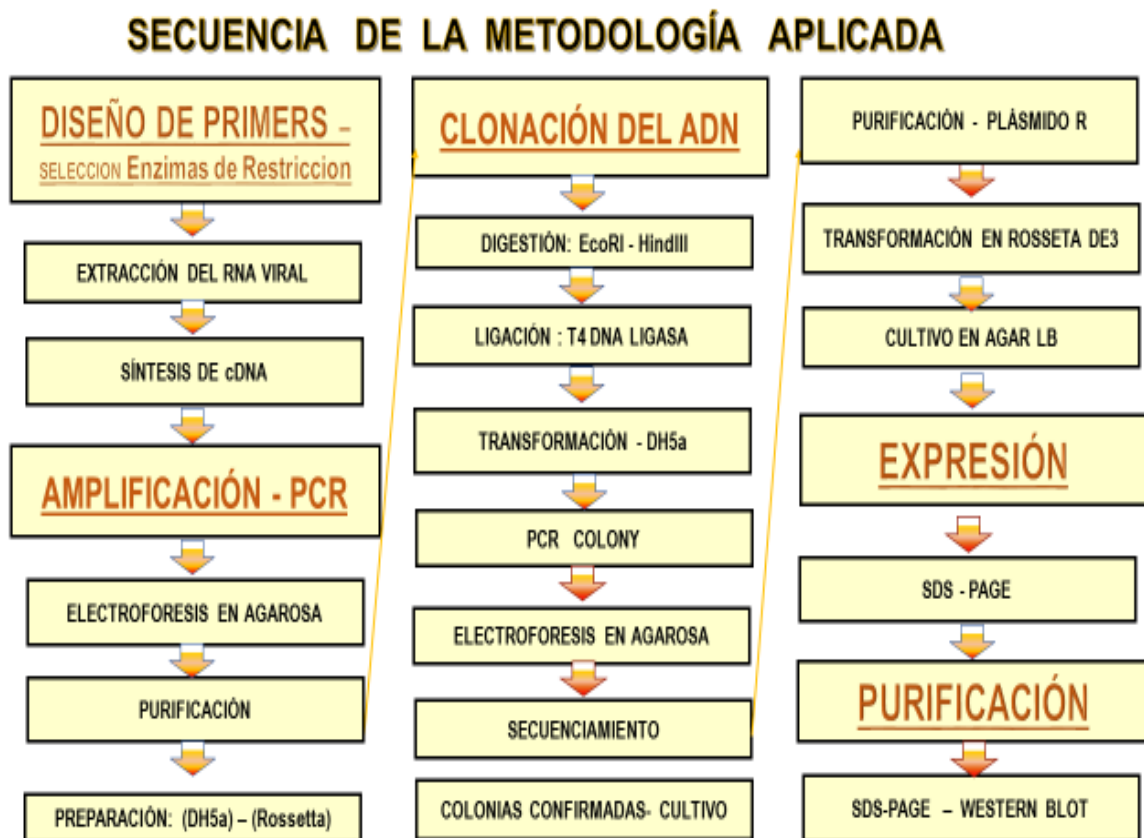 SECUENCIA DE LA METODOLOGÍA APLICADA
DISEÑO DE PRIMERS –
SELECCION Enzimas de Restriccion
EXTRACCIÓN DEL RNA VIRAL
SÍNTESIS DE cDNA
AMPLIFICACIÓN - PCR
ELECTROFORESIS EN AGAROSA
PURIFICACIÓN
PREPARACIÓN: (DH5a) – (Rossetta)
CLONACIÓN DEL ADN
DIGESTIÓN: EcoRI - HindIII
LIGACIÓN : T4 DNA LIGASA
TRANSFORMACIÓN - DH5a
PCR COLONY
ELECTROFORESIS EN AGAROSA
SECUENCIAMIENTO
COLONIAS CONFIRMADAS- CULTIVO
PURIFICACIÓN - PLÁSMIDO R
TRANSFORMACIÓN EN ROSSETA DE3
CULTIVO EN AGAR LB
EXPRESIÓN
SDS - PAGE
PURIFICACIÓN
SDS-PAGE – WESTERN BLOT